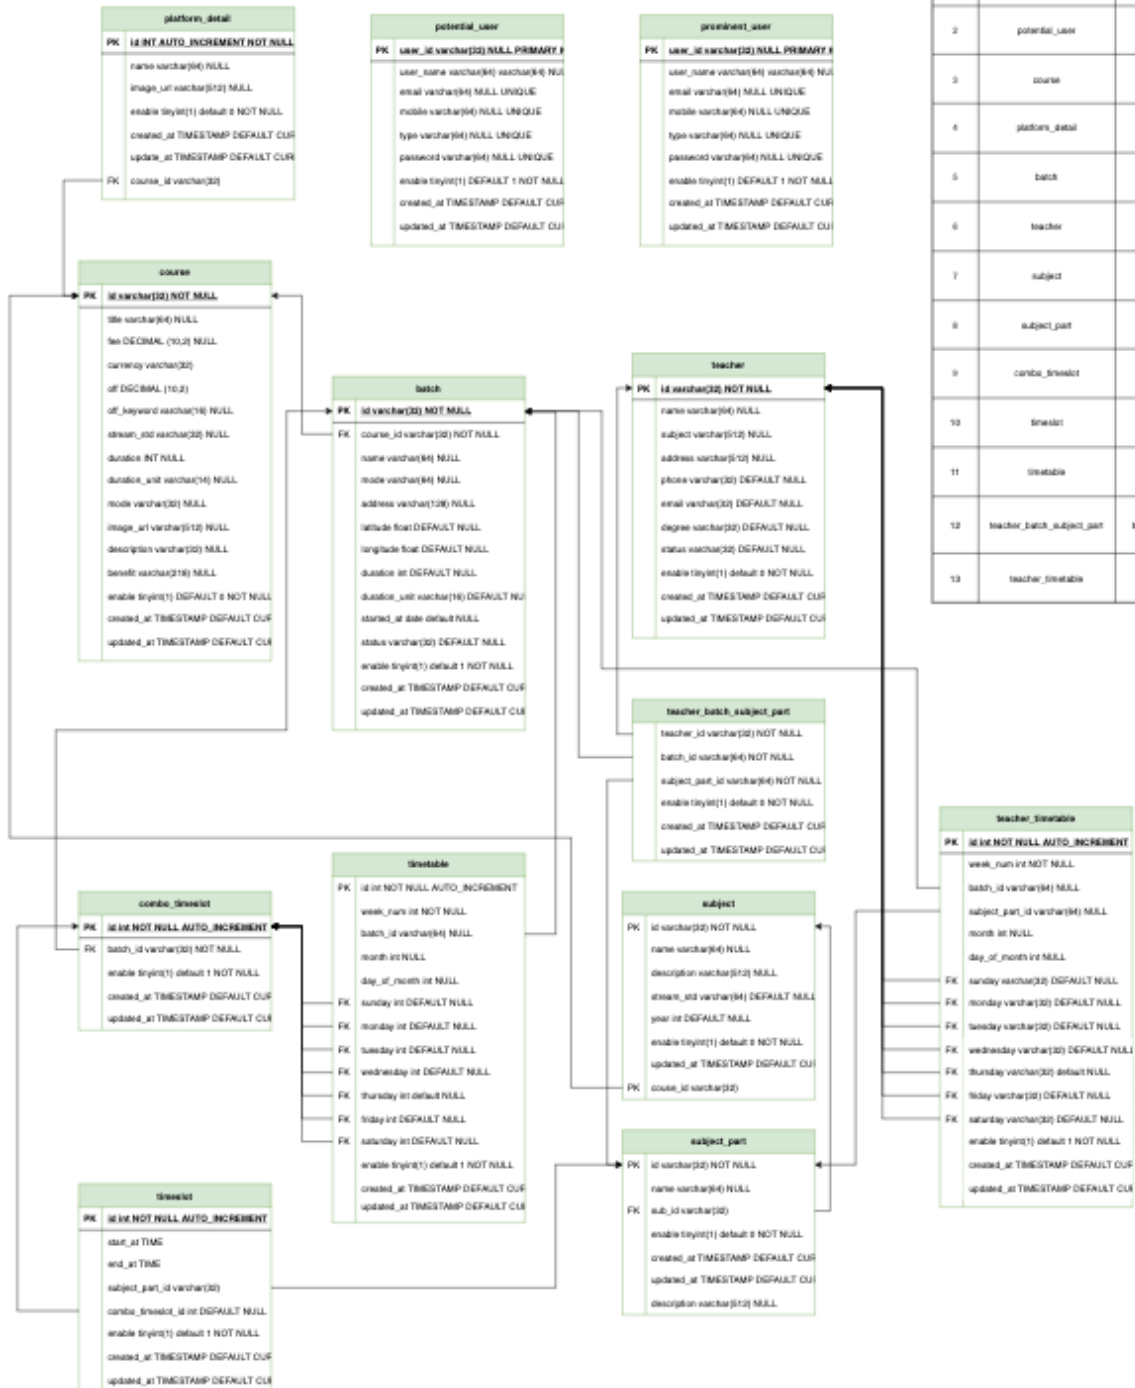 platform_detail
PK id INT AUTO_INCREMENT NOT NULL
name varchar(64) NULL
image_url varchar(512) NULL
enable tinyint(1) default 0 NOT NULL
created_at TIMESTAMP DEFAULT CUR
update_at TIMESTAMP DEFAULT CUR
FK course_id varchar(32)
potential_user
PK user_id varchar(32) NULL PRIMARY K
user_name varchar(64) varchar(64) NUL
email varchar(64) NULL UNIQUE
mobile varchar(64) NULL UNIQUE
type varchar(64) NULL UNIQUE
password varchar(64) NULL UNIQUE
enable tinyint(1) DEFAULT 1 NOT NULL
created_at TIMESTAMP DEFAULT CUR
updated_at TIMESTAMP DEFAULT CUR
prominent_user
PK user_id varchar(32) NULL PRIMARY K
user_name varchar(64) varchar(64) NUL
email varchar(64) NULL UNIQUE
mobile varchar(64) NULL UNIQUE
type varchar(64) NULL UNIQUE
password varchar(64) NULL UNIQUE
enable tinyint(1) DEFAULT 1 NOT NULL
created_at TIMESTAMP DEFAULT CUR
updated_at TIMESTAMP DEFAULT CUR
2 potential_user
3 course
4 platform_detail
5 batch
6 teacher
7 subject
8 subject_part
9 combo_timeslot
10 timeslot
11 timetable
12 teacher_batch_subject_part
13 teacher_timetable
course
PK id varchar(32) NOT NULL
title varchar(64) NULL
fee DECIMAL (10,2) NULL
currency varchar(32)
off DECIMAL (10,2)
off_keyword varchar(16) NULL
stream_std varchar(32) NULL
duration INT NULL
duration_unit varchar(14) NULL
mode varchar(32) NULL
image_url varchar(512) NULL
description varchar(32) NULL
benefit varchar(218) NULL
enable tinyint(1) DEFAULT 0 NOT NULL
created_at TIMESTAMP DEFAULT CUR
updated_at TIMESTAMP DEFAULT CUR
batch
PK id varchar(32) NOT NULL
FK course_id varchar(32) NOT NULL
name varchar(64) NULL
mode varchar(64) NULL
address varchar(128) NULL
latitude float DEFAULT NULL
longitude float DEFAULT NULL
duration int DEFAULT NULL
duration_unit varchar(16) DEFAULT NU
started_at date default NULL
status varchar(32) DEFAULT NULL
enable tinyint(1) default 1 NOT NULL
created_at TIMESTAMP DEFAULT CUR
updated_at TIMESTAMP DEFAULT CUR
teacher
PK id varchar(32) NOT NULL
name varchar(64) NULL
subject varchar(512) NULL
address varchar(512) NULL
phone varchar(32) DEFAULT NULL
email varchar(32) DEFAULT NULL
degree varchar(32) DEFAULT NULL
status varchar(32) DEFAULT NULL
enable tinyint(1) default 0 NOT NULL
created_at TIMESTAMP DEFAULT CUR
updated_at TIMESTAMP DEFAULT CUR
teacher_batch_subject_part
teacher_id varchar(32) NOT NULL
batch_id varchar(64) NOT NULL
subject_part_id varchar(64) NOT NULL
enable tinyint(1) default 0 NOT NULL
created_at TIMESTAMP DEFAULT CUR
updated_at TIMESTAMP DEFAULT CUR
teacher_timetable
PK id int NOT NULL AUTO_INCREMENT
week_num int NOT NULL
batch_id varchar(64) NULL
subject_part_id varchar(64) NULL
month int NULL
day_of_month int NULL
FK sunday varchar(32) DEFAULT NULL
FK monday varchar(32) DEFAULT NULL
FK tuesday varchar(32) DEFAULT NULL
FK wednesday varchar(32) DEFAULT NULL
FK thursday varchar(32) default NULL
FK friday varchar(32) DEFAULT NULL
FK saturday varchar(32) DEFAULT NULL
enable tinyint(1) default 1 NOT NULL
created_at TIMESTAMP DEFAULT CUR
updated_at TIMESTAMP DEFAULT CUR
combo_timeslot
PK id int NOT NULL AUTO_INCREMENT
FK batch_id varchar(32) NOT NULL
enable tinyint(1) default 1 NOT NULL
created_at TIMESTAMP DEFAULT CUR
updated_at TIMESTAMP DEFAULT CUR
timetable
PK id int NOT NULL AUTO_INCREMENT
week_num int NOT NULL
batch_id varchar(64) NULL
month int NULL
day_of_month int NULL
FK sunday int DEFAULT NULL
FK monday int DEFAULT NULL
FK tuesday int DEFAULT NULL
FK wednesday int DEFAULT NULL
FK thursday int default NULL
FK friday int DEFAULT NULL
FK saturday int DEFAULT NULL
enable tinyint(1) default 1 NOT NULL
created_at TIMESTAMP DEFAULT CUR
updated_at TIMESTAMP DEFAULT CUR
subject
PK id varchar(32) NOT NULL
name varchar(64) NULL
description varchar(512) NULL
stream_std varchar(64) DEFAULT NULL
year int DEFAULT NULL
enable tinyint(1) default 0 NOT NULL
updated_at TIMESTAMP DEFAULT CUR
FK couse_id varchar(32)
subject_part
PK id varchar(32) NOT NULL
name varchar(64) NULL
FK sub_id varchar(32)
enable tinyint(1) default 0 NOT NULL
created_at TIMESTAMP DEFAULT CUR
updated_at TIMESTAMP DEFAULT CUR
description varchar(512) NULL
timeslot
PK id int NOT NULL AUTO_INCREMENT
start_at TIME
end_at TIME
subject_part_id varchar(32)
combo_timeslot_id int DEFAULT NULL
enable tinyint(1) default 1 NOT NULL
created_at TIMESTAMP DEFAULT CUR
updated_at TIMESTAMP DEFAULT CUR